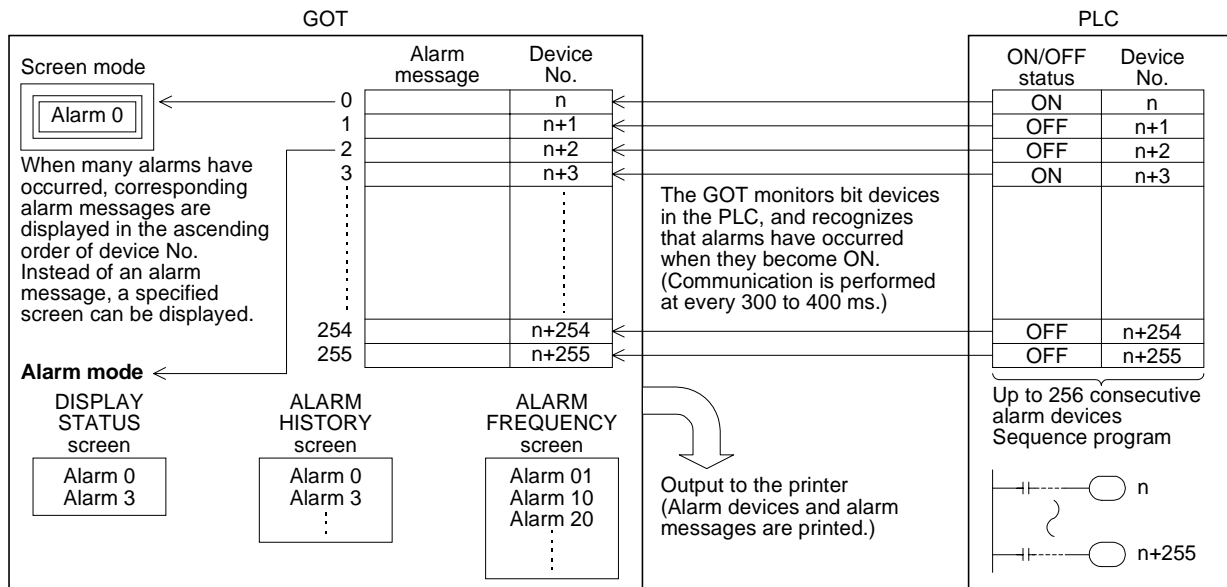 GOT
PLC
Screen mode
Alarm 0
When many alarms have
occurred, corresponding
alarm messages are
displayed in the ascending
order of device No.
Instead of an alarm
message, a specified
screen can be displayed.
Alarm
message
Device
No.
0 n
1 n+1
2 n+2
3 n+3
254 n+254
255 n+255
The GOT monitors bit devices
in the PLC, and recognizes
that alarms have occurred
when they become ON.
(Communication is performed
at every 300 to 400 ms.)
ON/OFF
status
Device
No.
ON n
OFF n+1
OFF n+2
ON n+3
OFF n+254
OFF n+255
Up to 256 consecutive
alarm devices
Sequence program
n
n+255
Alarm mode
DISPLAY
STATUS
screen
Alarm 0
Alarm 3
ALARM
HISTORY
screen
Alarm 0
Alarm 3
ALARM
FREQUENCY
screen
Alarm 01
Alarm 10
Alarm 20
Output to the printer
(Alarm devices and alarm
messages are printed.)